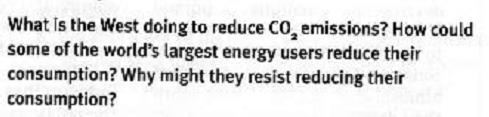 What is the West doing to reduce CO₂ emissions? How could
some of the world's largest energy users reduce their
consumption? Why might they resist reducing their
consumption?